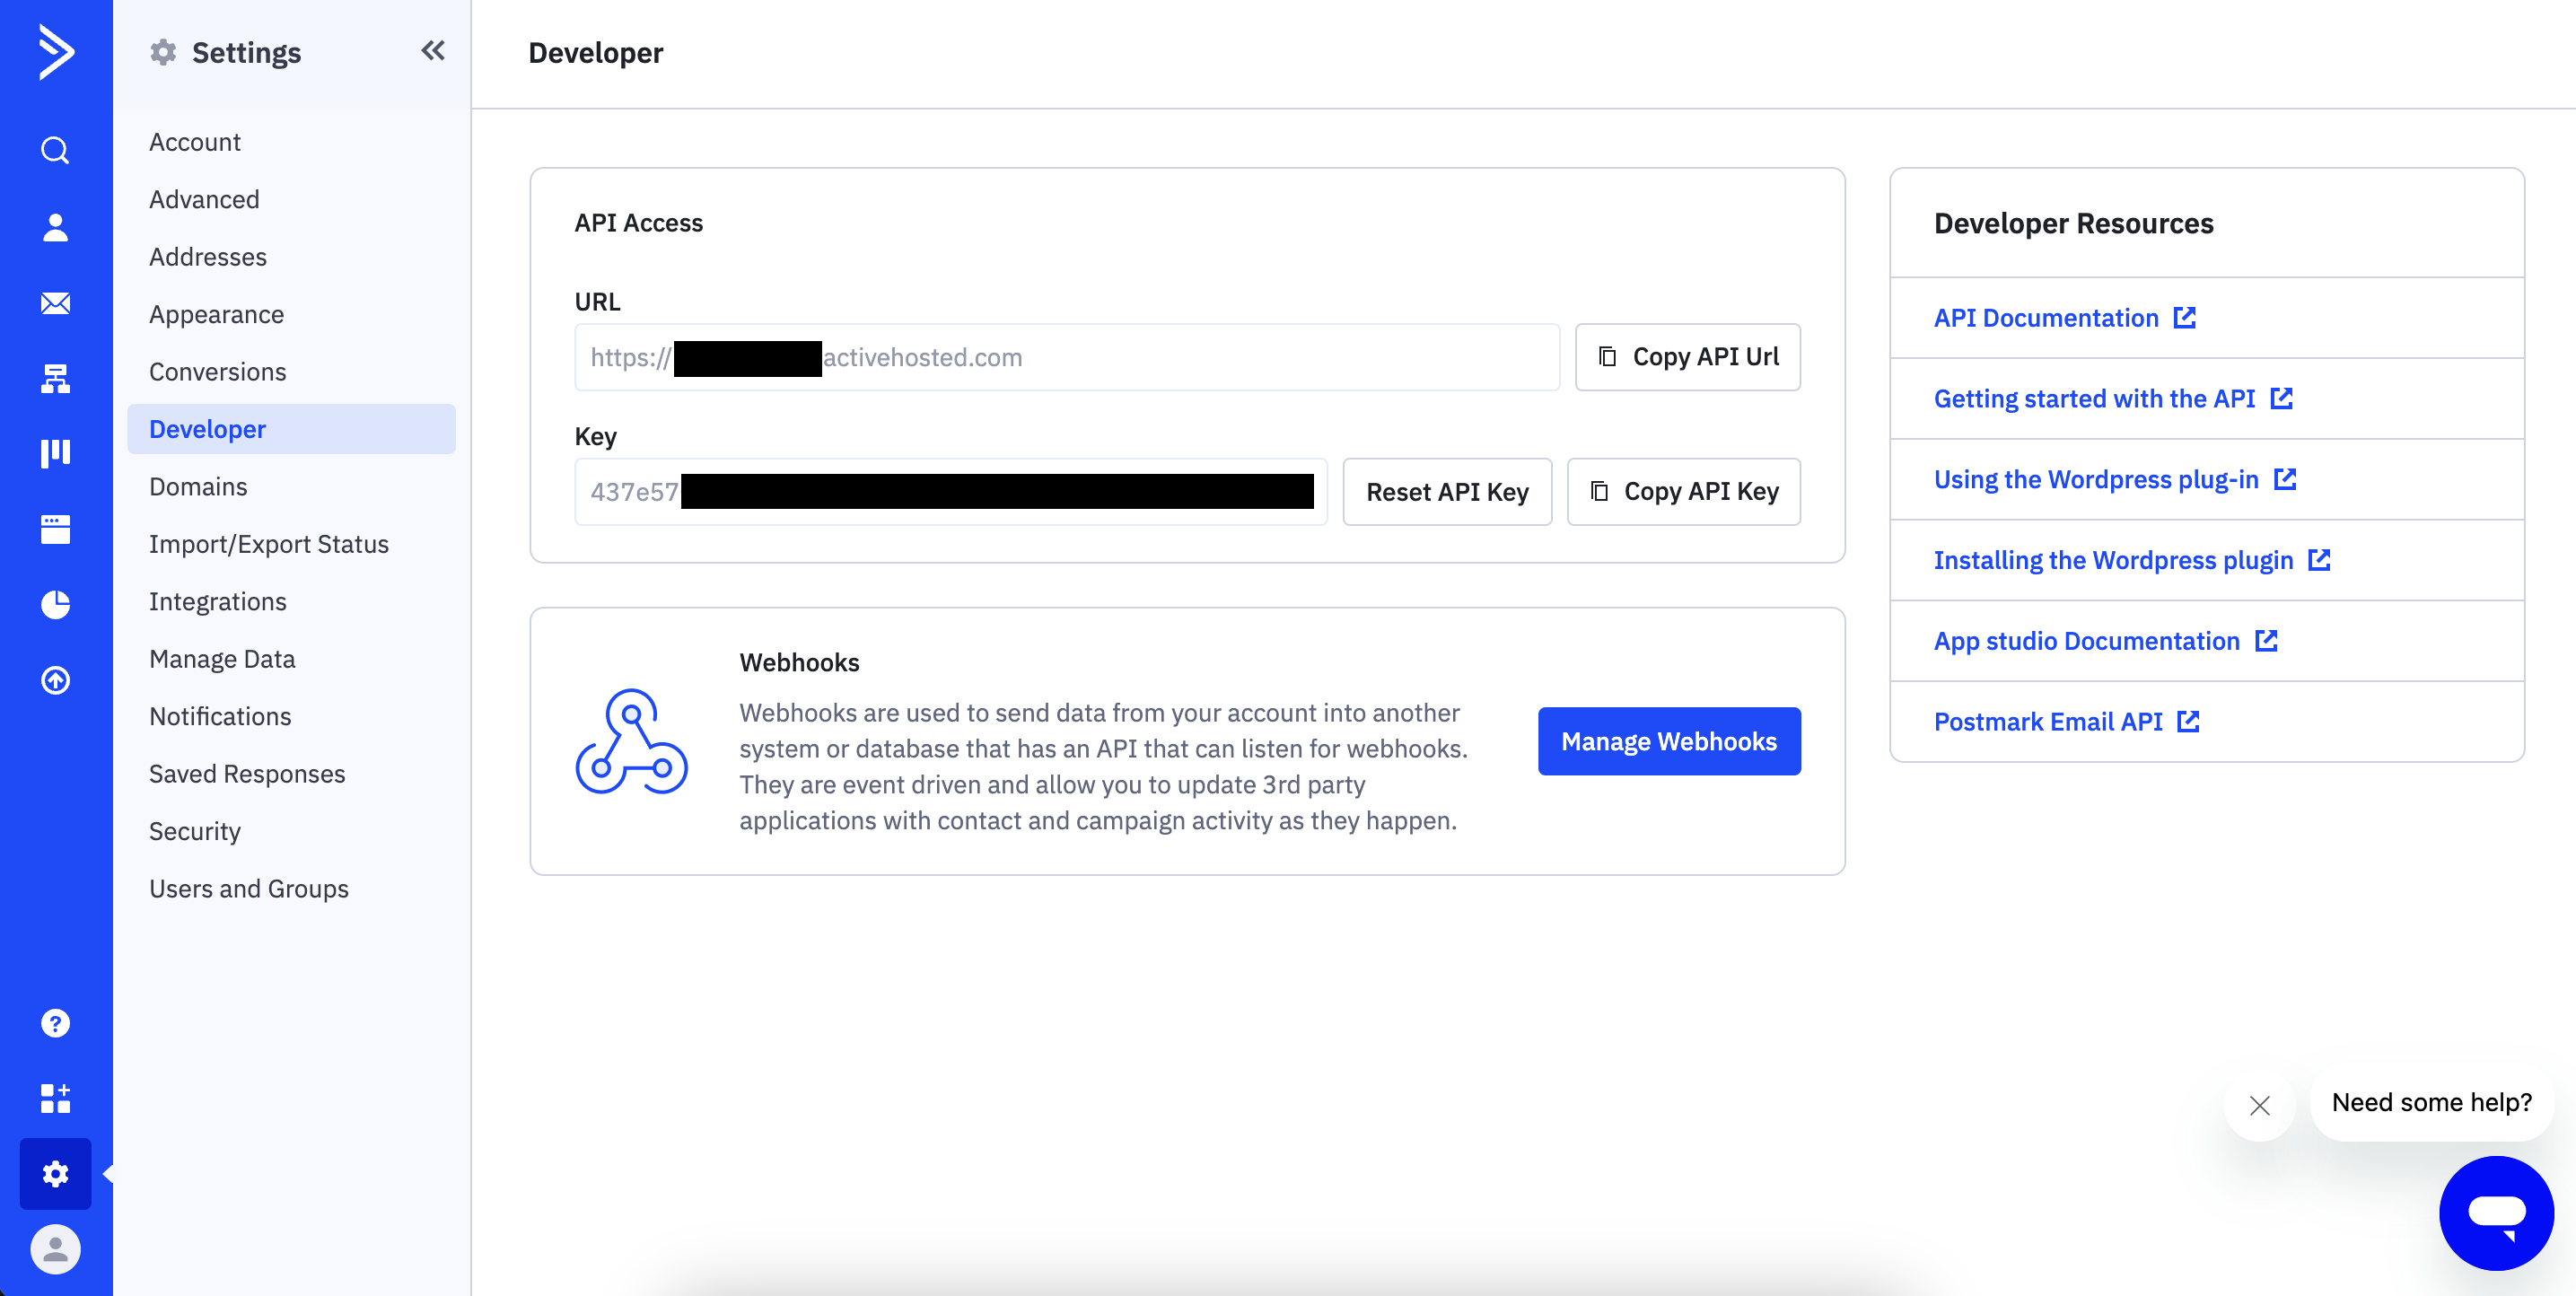 Settings
Account
Advanced
Addresses
Appearance
Conversions
Developer
Domains
Import/Export Status
Integrations
Manage Data
Notifications
Saved Responses
Security
Users and Groups
Developer
API Access
URL
https://
activehosted.com
Copy API Url
Key
437e57
Reset API Key
Copy API Key
Webhooks
Webhooks are used to send data from your account into another
system or database that has an API that can listen for webhooks.
They are event driven and allow you to update 3rd party
applications with contact and campaign activity as they happen.
Manage Webhooks
Developer Resources
API Documentation
Getting started with the API
Using the Wordpress plug-in
Installing the Wordpress plugin
App studio Documentation
Postmark Email API
Need some help?